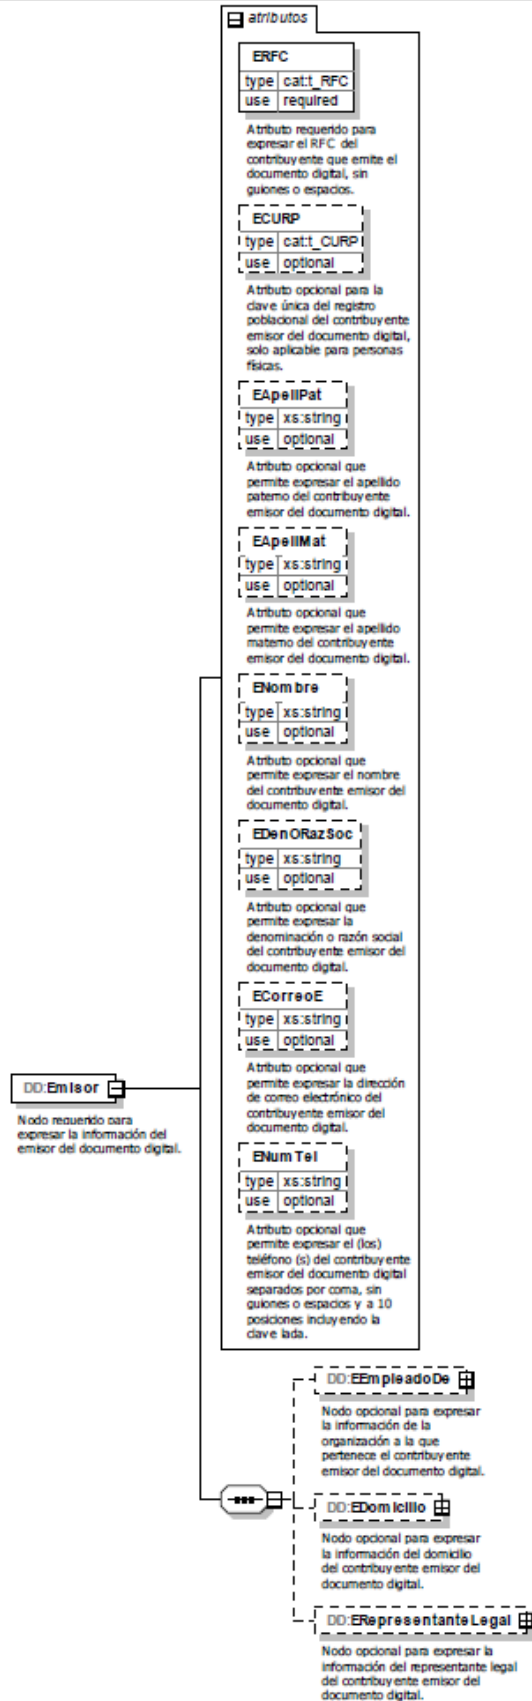 atributos
ERFC
type cat:t_RFC
use required
Atributo requerido para
expresar el RFC del
contribuyente que emite el
documento digital, sin
guiones o espacios.
ECURP
type cat:t_CURP
use optional
Atributo opcional para la
clave única del registro
poblacional del contribuyente
emisor del documento digital,
solo aplicable para personas
físicas.
EApellPat
type xs:string
use optional
Atributo opcional que
permite expresar el apellido
paterno del contribuyente
emisor del documento digital.
EApellMat
type xs:string
use optional
Atributo opcional que
permite expresar el apellido
materno del contribuyente
emisor del documento digital.
ENombre
type xs:string
use optional
Atributo opcional que
permite expresar el nombre
del contribuyente emisor del
documento digital.
EDenORazSoc
type xs:string
use optional
Atributo opcional que
permite expresar la
denominación o razón social
del contribuyente emisor del
documento digital.
ECorreoE
type xs:string
use optional
Atributo opcional que
permite expresar la dirección
de correo electrónico del
contribuyente emisor del
documento digital.
DD:Emisor
Nodo requerido para
expresar la información del
emisor del documento digital.
ENumTel
type xs:string
use optional
Atributo opcional que
permite expresar el (los)
teléfono (s) del contribuyente
emisor del documento digital
separados por coma, sin
guiones o espacios y a 10
posiciones incluyendo la
clave lada.
DD:EEmpleadoDe
Nodo opcional para expresar
la información de la
organización a la que
pertenece el contribuyente
emisor del documento digital.
DD:EDomicilio
Nodo opcional para expresar
la información del domicilio
del contribuyente emisor del
documento digital.
DD:ERepresentanteLegal
Nodo opcional para expresar la
información del representante legal
del contribuyente emisor del
documento digital.